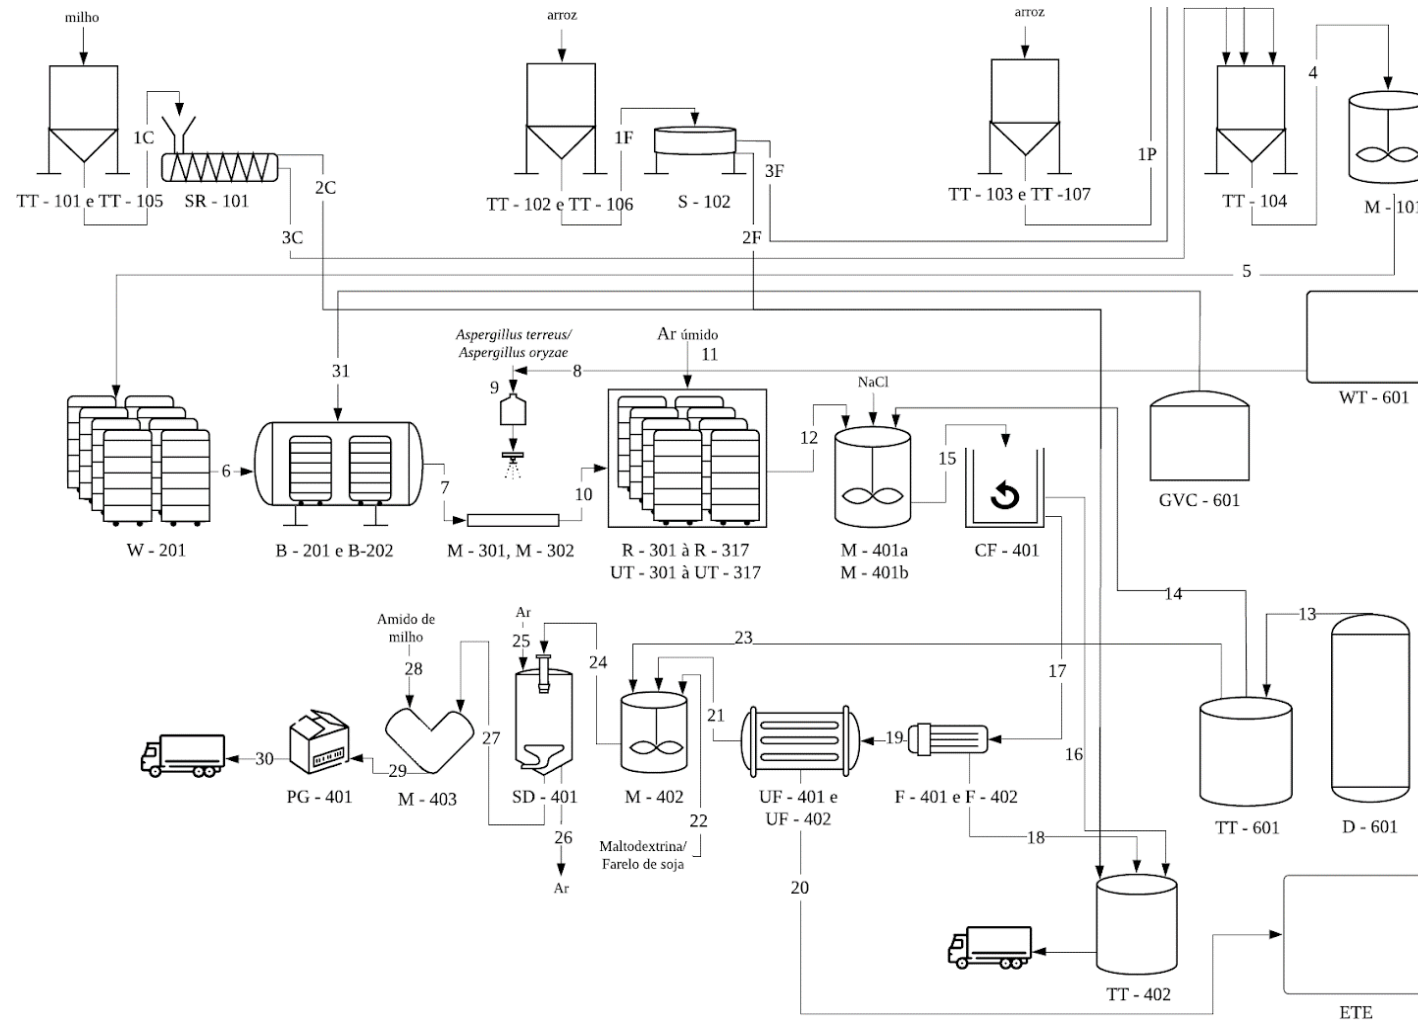 milho
arroz
arroz
4
1C
1F
1P
3F
2C
TT - 101 e TT - 105
SR - 101
TT - 102 e TT - 106
S - 102
TT - 103 e TT -107
TT - 104
M - 101
3C
2F
5
Aspergillus terreus/
Aspergillus oryzae
Ar úmido
11
31
8
9
NaCl
WT - 601
12
15
6
7
10
GVC - 601
W - 201
B - 201 e B-202
M - 301, M - 302
R - 301 à R - 317
UT - 301 à UT - 317
M - 401a
M - 401b
CF - 401
14
13
Amido de
milho
28
Ar
25
24
23
17
21
27
19
16
30
29
PG - 401
M - 403
SD - 401
M - 402
UF - 401 e
UF - 402
F - 401 e F - 402
TT - 601
D - 601
22
26
18
Maltodextrina/
Farelo de soja
Ar
20
TT - 402
ETE